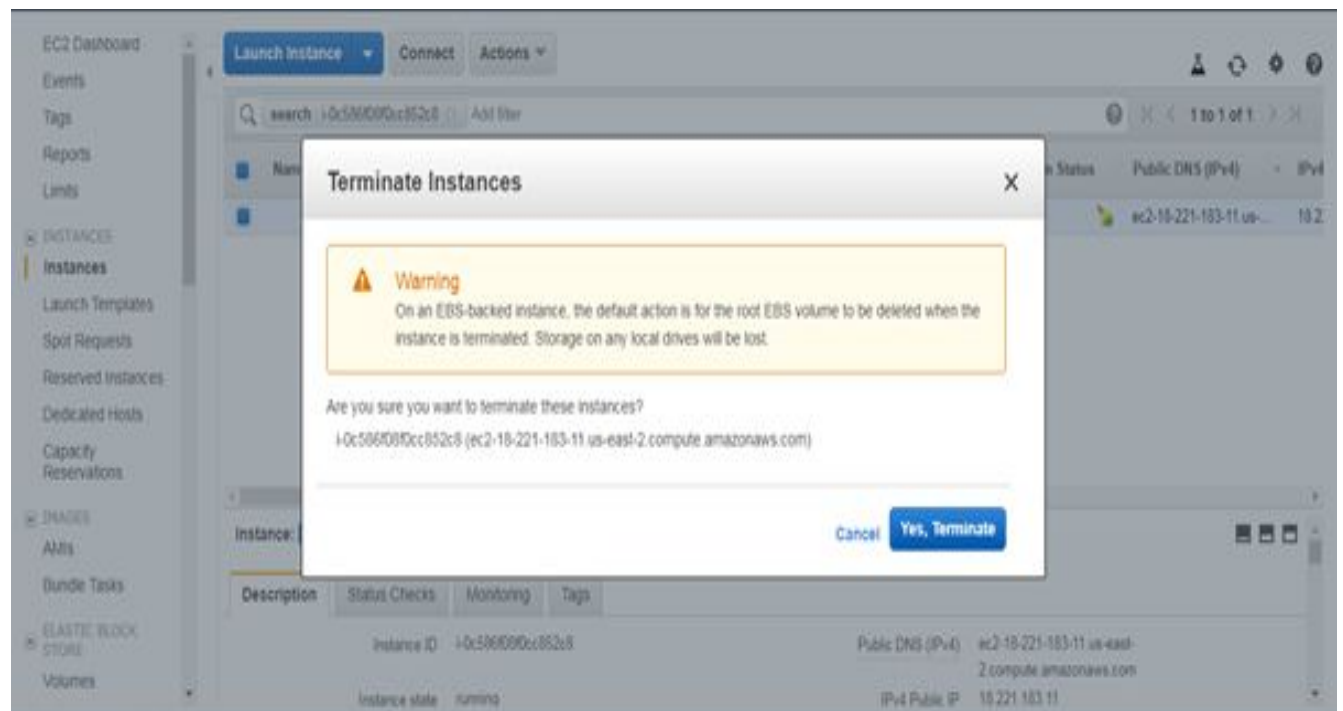 EC2 Dashboard
Events
Tags
Reports
Limits
INSTANCES
Instances
Launch Templates
Spot Requests
Reserved Instances
Dedicated Hosts
Capacity
Reservations
IMAGES
AMIs
Bundle Tasks
ELASTIC BLOCK
STORE
Volumes
Launch Instance Connect Actions
search : Add filter 1 to 1 of 1
Nam Status Public DNS (IPv4) IPv4
ec2-18-221-183-11.us-... 18.2
Terminate Instances
Warning
On an EBS-backed instance, the default action is for the root EBS volume to be deleted when the
instance is terminated. Storage on any local drives will be lost.
Are you sure you want to terminate these instances?
i-0c586f08f0cc852c8 (ec2-18-221-183-11.us-east-2.compute.amazonaws.com)
Cancel Yes, Terminate
Instance:
Description Status Checks Monitoring Tags
Instance ID i-0c586f08f0cc852c8 Public DNS (IPv4) ec2-18-221-183-11.us-east-
2.compute.amazonaws.com
Instance state running IPv4 Public IP 18.221.183.11